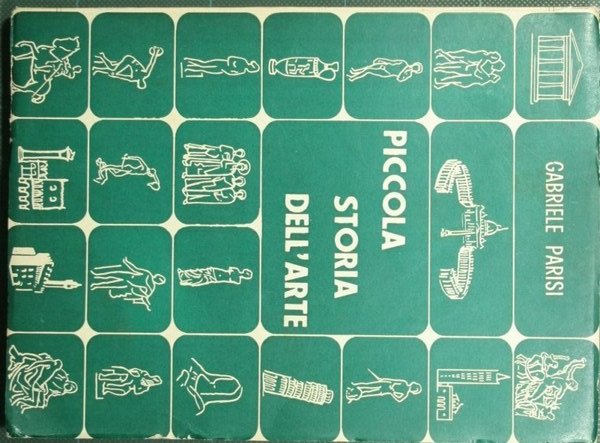 GABRIELE PARISI
PICCOLA
STORIA
DELL'ARTE